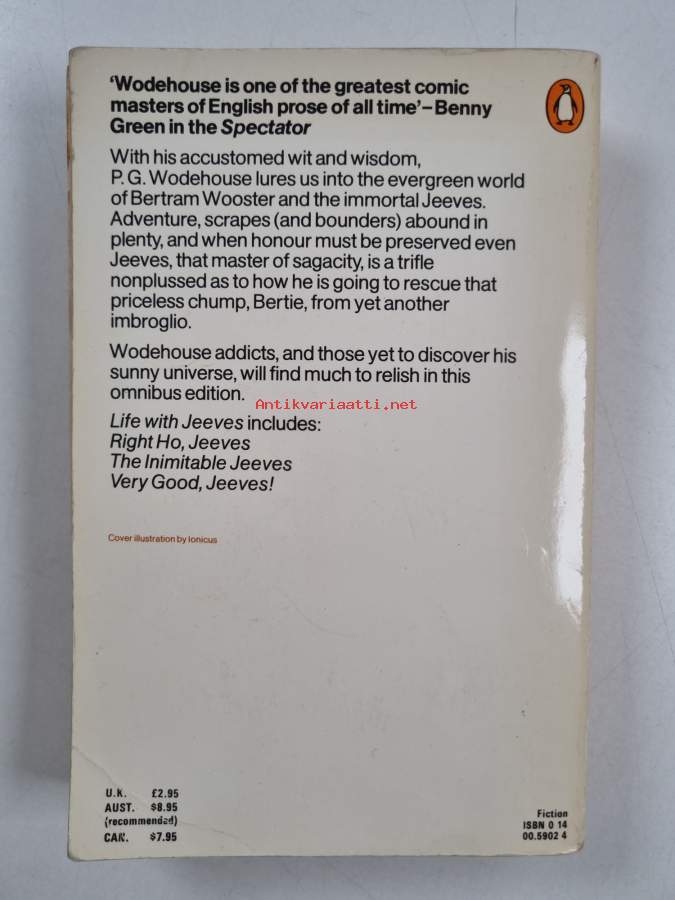 ‘Wodehouse is one of the greatest comic
masters of English prose of all time’–Benny
Green in the Spectator
With his accustomed wit and wisdom,
P. G. Wodehouse lures us into the evergreen world
of Bertram Wooster and the immortal Jeeves.
Adventure, scrapes (and bounders) abound in
plenty, and when honour must be preserved even
Jeeves, that master of sagacity, is a trifle
nonplussed as to how he is going to rescue that
priceless chump, Bertie, from yet another
imbroglio.
Wodehouse addicts, and those yet to discover his
sunny universe, will find much to relish in this
omnibus edition.
Antikvariaatti.net
Life with Jeeves includes:
Right Ho, Jeeves
The Inimitable Jeeves
Very Good, Jeeves!
Cover illustration by Ionicus
U.K. £2.95
AUST. $8.95
(recommended)
CAN. $7.95
Fiction
ISBN 0 14
00.5902 4